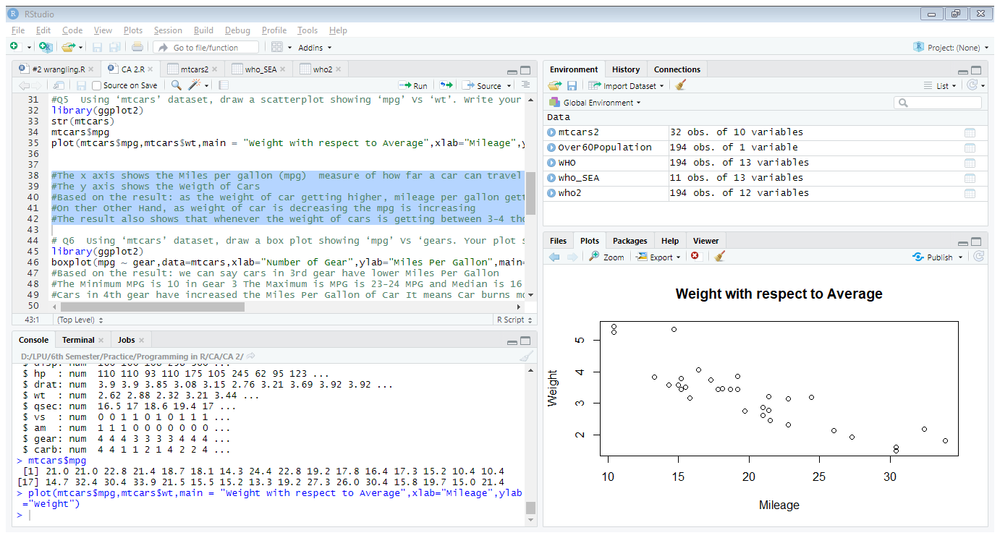 RStudio
File Edit Code View Plots Session Build Debug Profile Tools Help
Go to file/function Addins Project: (None)
#2 wrangling.R CA 2.R mtcars2 who_SEA who2
Source on Save Run Source
31 #Q5 Using ‘mtcars’ dataset, draw a scatterplot showing ‘mpg’ Vs ‘wt’. Write your
32 library(ggplot2)
33 str(mtcars)
34 mtcars$mpg
35 plot(mtcars$mpg,mtcars$wt,main = "Weight with respect to Average",xlab="Mileage",y
36
37
38 #The x axis shows the Miles per gallon (mpg) measure of how far a car can travel
39 #The y axis shows the Weigth of Cars
40 #Based on the result: as the weight of car getting higher, mileage per gallon get
41 #On ther Other Hand, as weight of car is decreasing the mpg is increasing
42 #The result also shows that whenever the weight of cars is getting between 3-4 tho
43
44 # Q6 Using ‘mtcars’ dataset, draw a box plot showing ‘mpg’ Vs ‘gears. Your plot s
45 library(ggplot2)
46 boxplot(mpg ~ gear,data=mtcars,xlab="Number of Gear",ylab="Miles Per Gallon",main=
47 #Based on the result: we can say cars in 3rd gear have lower Miles Per Gallon
48 #The Minimum MPG is 10 in Gear 3 The Maximum is MPG is 23-24 MPG and Median is 16
49 #Cars in 4th gear have increased the Miles Per Gallon of Car It means Car burns mo
50
43:1 (Top Level) R Script
Console Terminal Jobs
D:/LPU/6th Semester/Practice/Programming in R/CA/CA 2/
$ disp: num 160 160 108 258 360 ...
$ hp : num 110 110 93 110 175 105 245 62 95 123 ...
$ drat: num 3.9 3.9 3.85 3.08 3.15 2.76 3.21 3.69 3.92 3.92 ...
$ wt : num 2.62 2.88 2.32 3.21 3.44 ...
$ qsec: num 16.5 17 18.6 19.4 17 ...
$ vs : num 0 0 1 1 0 1 0 1 1 1 ...
$ am : num 1 1 1 0 0 0 0 0 0 0 ...
$ gear: num 4 4 4 3 3 3 3 4 4 4 ...
$ carb: num 4 4 1 1 2 1 4 2 2 4 ...
> mtcars$mpg
[1] 21.0 21.0 22.8 21.4 18.7 18.1 14.3 24.4 22.8 19.2 17.8 16.4 17.3 15.2 10.4 10.4
[17] 14.7 32.4 30.4 33.9 21.5 15.5 15.2 13.3 19.2 27.3 26.0 30.4 15.8 19.7 15.0 21.4
> plot(mtcars$mpg,mtcars$wt,main = "Weight with respect to Average",xlab="Mileage",ylab
="Weight")
>
Environment History Connections
Import Dataset List
Global Environment
Data
mtcars2 32 obs. of 10 variables
Over60Population 194 obs. of 1 variable
WHO 194 obs. of 13 variables
who_SEA 11 obs. of 13 variables
who2 194 obs. of 12 variables
Files Plots Packages Help Viewer
Zoom Export Publish
Weight with respect to Average
Weight
5
4
3
2
10 15 20 25 30
Mileage